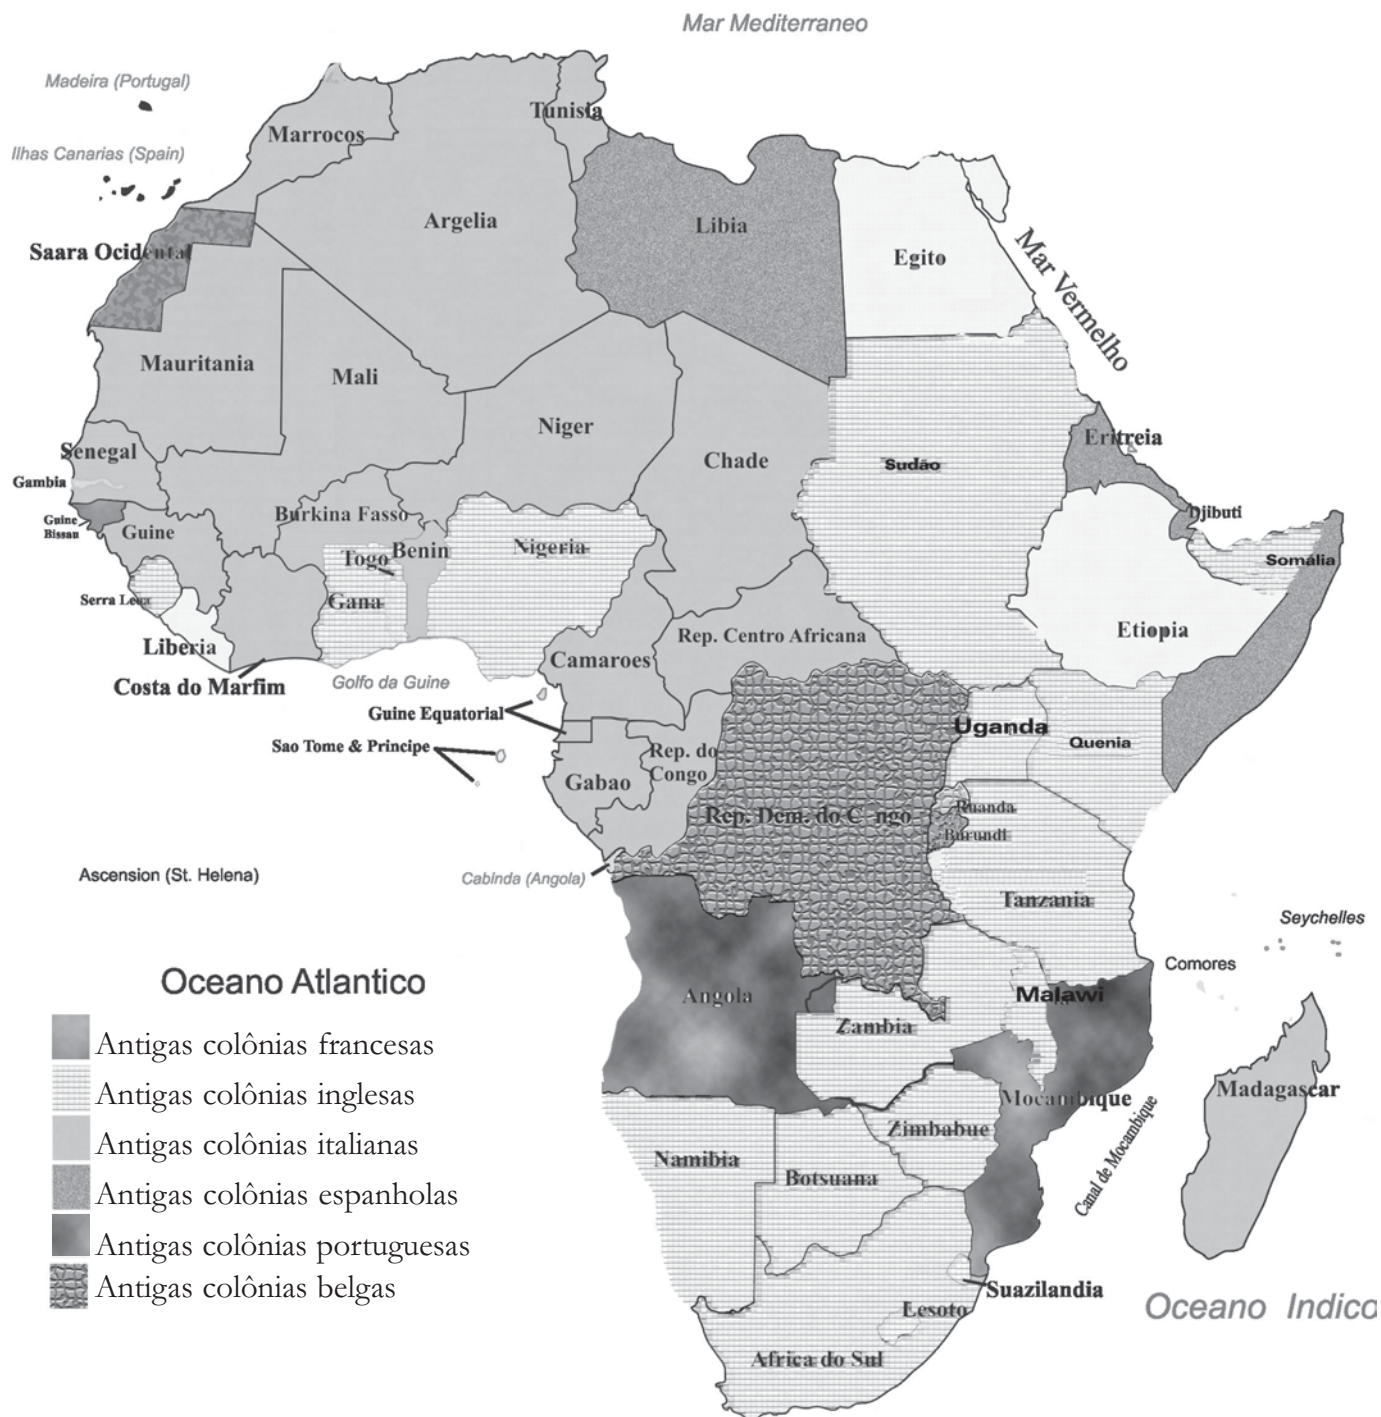 Mar Mediterraneo
Madeira (Portugal)
Tunisia
Marrocos
Ilhas Canarias (Spain)
Argelia
Libia
Egito
Mar Vermelho
Saara Ocidental
Mauritania
Mali
Niger
Chade
Sudão
Eritreia
Senegal
Gambia
Guine
Bissau
Guine
Burkina Fasso
Benin
Togo
Nigeria
Djibuti
Somália
Serra Leoa
Gana
Liberia
Costa do Marfim
Golfo da Guine
Camaroes
Rep. Centro Africana
Etiopia
Guine Equatorial
Sao Tome & Principe
Gabao
Rep. do
Congo
Uganda
Quenia
Rep. Dem. do C ngo
Ruanda
Burundi
Ascension (St. Helena)
Cabinda (Angola)
Tanzania
Seychelles
Comores
Oceano Atlantico
Angola
Zambia
Malawi
Mocambique
Madagascar
Canal de Mocambique
Zimbabue
Namibia
Botsuana
Suazilandia
Lesoto
Africa do Sul
Oceano Indico
Antigas colônias francesas
Antigas colônias inglesas
Antigas colônias italianas
Antigas colônias espanholas
Antigas colônias portuguesas
Antigas colônias belgas